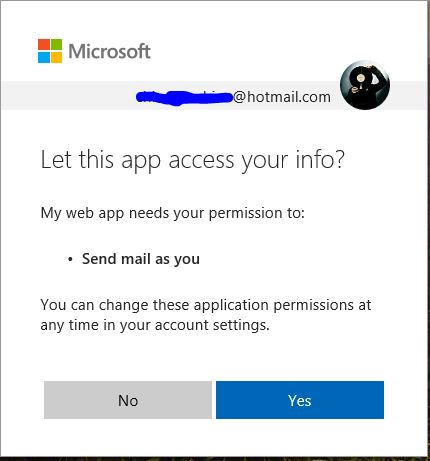 Microsoft
@hotmail.com
Let this app access your info?
My web app needs your permission to:
• Send mail as you
You can change these application permissions at
any time in your account settings.
No
Yes